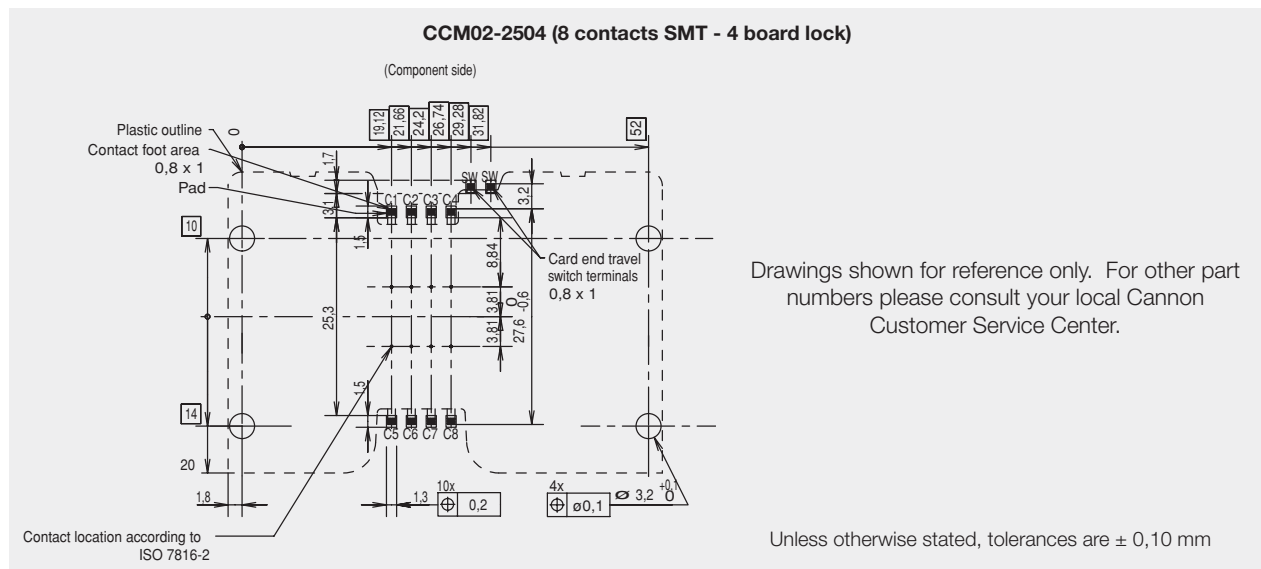 CCM02-2504 (8 contacts SMT - 4 board lock)
(Component side)
19,12
21,66
24,2
26,74
29,28
31,82
52
0
Plastic outline
Contact foot area
0,8 x 1
Pad
1,7
3,1
1,5
SW SW
3,2
C1 C2 C3 C4
10
8,84
Card end travel
switch terminals
0,8 x 1
Drawings shown for reference only. For other part
numbers please consult your local Cannon
Customer Service Center.
25,3
3,81
3,81
27,6 0 -0,6
1,5
14
C5 C6 C7 C8
20
1,8
1,3
10x
0,2
4x
ø0,1
ø 3,2 +0,1 0
Contact location according to
ISO 7816-2
Unless otherwise stated, tolerances are ± 0,10 mm